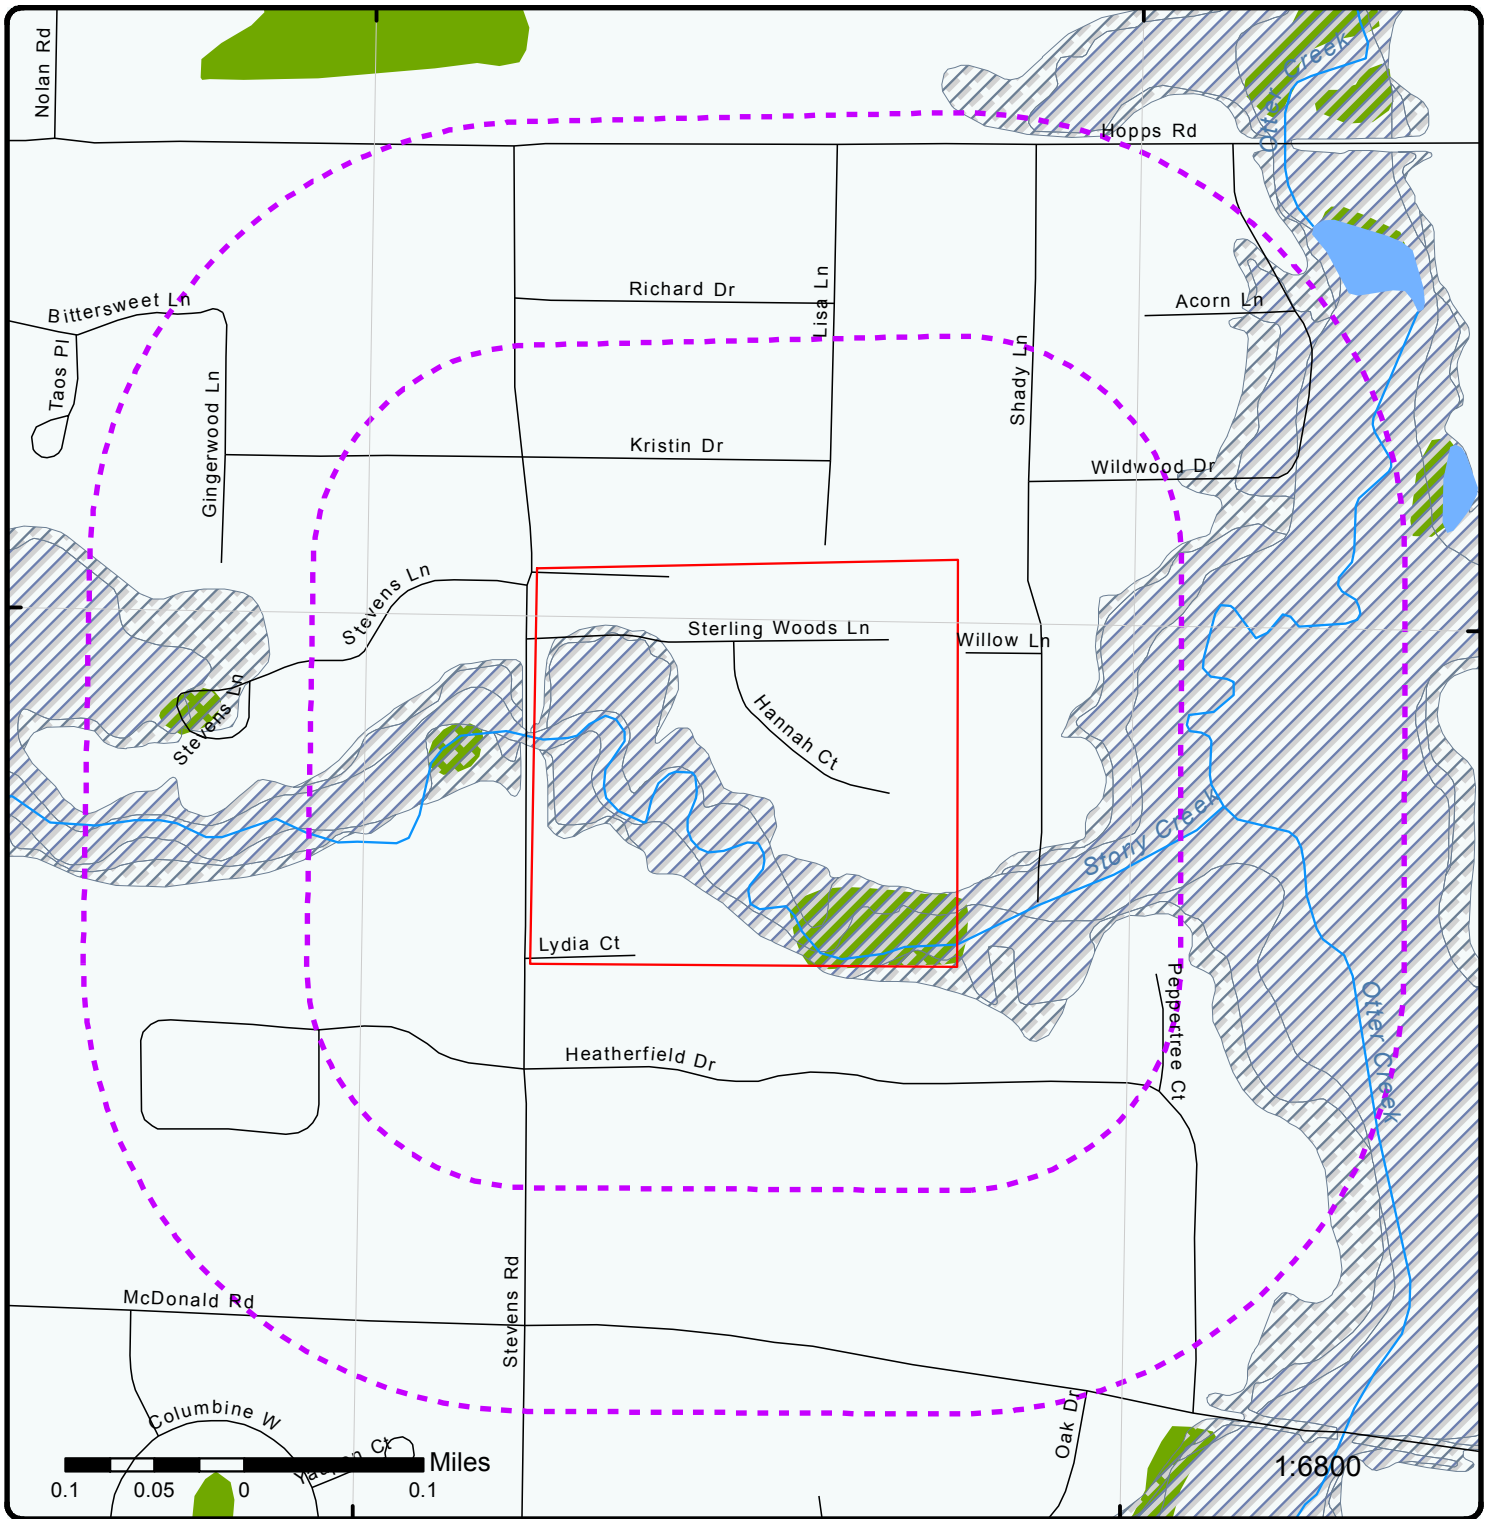 Nolan Rd
Otter Creek
Hopps Rd
Bittersweet Ln
Richard Dr
Lisa Ln
Acorn Ln
Taos Pl
Shady Ln
Gingerwood Ln
Kristin Dr
Wildwood Dr
Stevens Ln
Sterling Woods Ln
Willow Ln
Stevens Ln
Hannah Ct
Storry Creek
Lydia Ct
Peppertree Ct
Otter Creek
Heatherfield Dr
McDonald Rd
Stevens Rd
Columbine W
Oak Dr
Yaupon Ct
Miles
0.1 0.05 0 0.1
1:6800